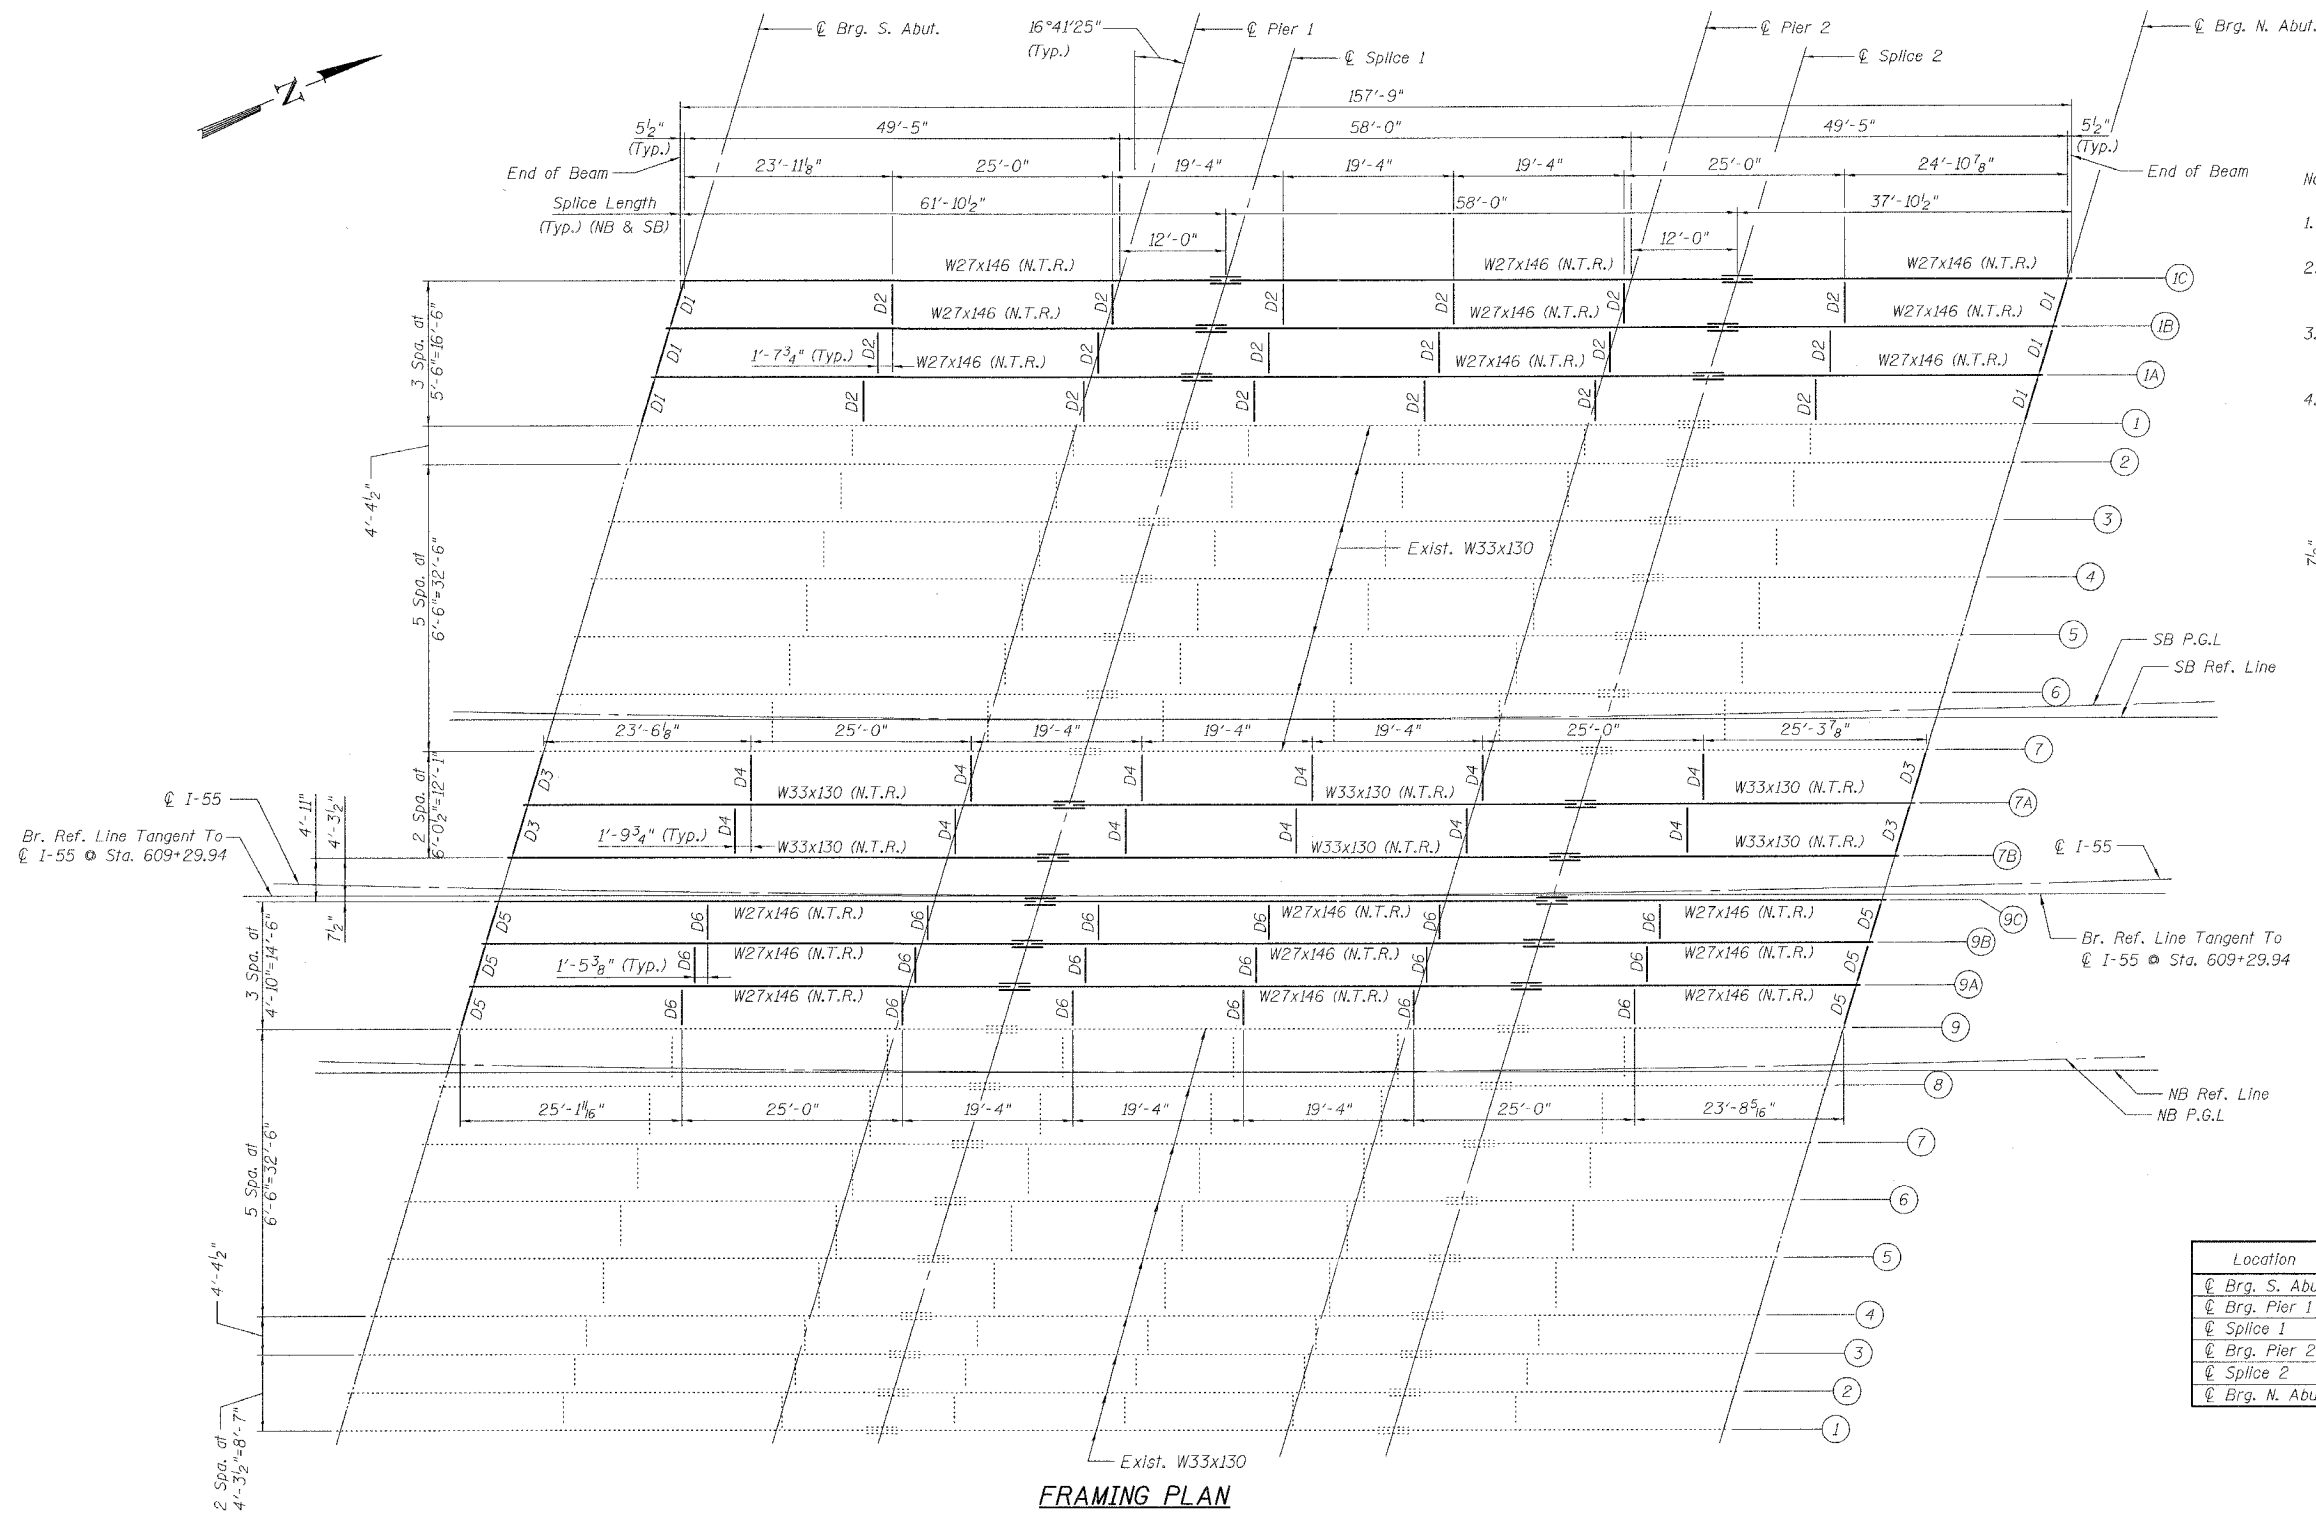 ℄ Brg. S. Abut.
16°41'25"
(Typ.)
℄ Pier 1
℄ Splice 1
℄ Pier 2
℄ Splice 2
℄ Brg. N. Abut.
N
157'-9"
5½"
(Typ.)
49'-5"
58'-0"
49'-5"
5½"
(Typ.)
End of Beam
23'-11⅛"
25'-0"
19'-4"
19'-4"
19'-4"
25'-0"
24'-10⅞"
End of Beam
Splice Length
(Typ.) (NB & SB)
61'-10½"
58'-0"
37'-10½"
12'-0"
12'-0"
1.
2.
3.
4.
7½"
W27x146 (N.T.R.)
W27x146 (N.T.R.)
W27x146 (N.T.R.)
1C
D1
D2
D2
D2
D2
D2
D2
D1
W27x146 (N.T.R.)
W27x146 (N.T.R.)
W27x146 (N.T.R.)
1B
D1
1'-7¾" (Typ.)
D2
D2
D2
D2
D2
D2
D1
W27x146 (N.T.R.)
W27x146 (N.T.R.)
W27x146 (N.T.R.)
1A
D1
D2
D2
D2
D2
D2
D2
D1
3 Spa. at
5'-6"=16'-6"
1
4'-4½"
2
3
5 Spa. at
6'-6"=32'-6"
Exist. W33x130
4
5
SB P.G.L
SB Ref. Line
6
23'-6⅛"
25'-0"
19'-4"
19'-4"
19'-4"
25'-0"
25'-3⅞"
7
2 Spa. at
6'-0½"=12'-1"
D3
D4
D4
D4
D4
D4
D4
D3
W33x130 (N.T.R.)
W33x130 (N.T.R.)
W33x130 (N.T.R.)
7A
D3
1'-9¾" (Typ.)
D4
D4
D4
D4
D4
D4
D3
W33x130 (N.T.R.)
W33x130 (N.T.R.)
W33x130 (N.T.R.)
7B
℄ I-55
4'-11"
4'-3½"
Br. Ref. Line Tangent To
℄ I-55 @ Sta. 609+29.94
℄ I-55
7½"
3 Spa. at
4'-10"=14'-6"
D5
W27x146 (N.T.R.)
D6
D6
D6
D6
W27x146 (N.T.R.)
D6
D6
W27x146 (N.T.R.)
D5
9C
D5
1'-5⅜" (Typ.)
D6
W27x146 (N.T.R.)
D6
D6
D6
W27x146 (N.T.R.)
D6
D6
W27x146 (N.T.R.)
D5
9B
Br. Ref. Line Tangent To
℄ I-55 @ Sta. 609+29.94
D5
D6
W27x146 (N.T.R.)
D6
D6
D6
W27x146 (N.T.R.)
D6
D6
W27x146 (N.T.R.)
D5
9A
9
8
25'-1¹¹⁄₁₆"
25'-0"
19'-4"
19'-4"
19'-4"
25'-0"
23'-8⁵⁄₁₆"
NB Ref. Line
NB P.G.L
7
5 Spa. at
6'-6"=32'-6"
6
5
4'-4½"
4
3
2
2 Spa. at
4'-3½"=8'-7"
1
Exist. W33x130
FRAMING PLAN
Location
℄ Brg. S. Abu
℄ Brg. Pier 1
℄ Splice 1
℄ Brg. Pier 2
℄ Splice 2
℄ Brg. N. Abu